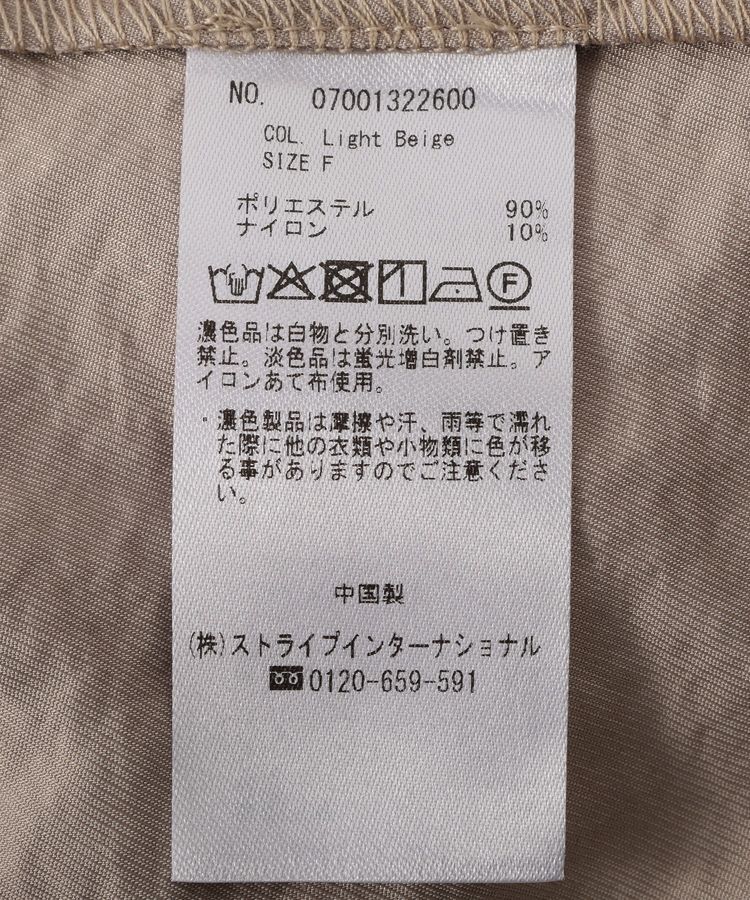 NO. 07001322600
COL. Light Beige
SIZE F
ポリエステル 90%
ナイロン 10%
F
濃色品は白物と分別洗い。つけ置き
禁止。淡色品は蛍光増白剤禁止。ア
イロンあて布使用。
・濃色製品は摩擦や汗、雨等で濡れ
た際に他の衣類や小物類に色が移
る事がありますのでご注意くださ
い。
中国製
(株)ストライプインターナショナル
0120-659-591